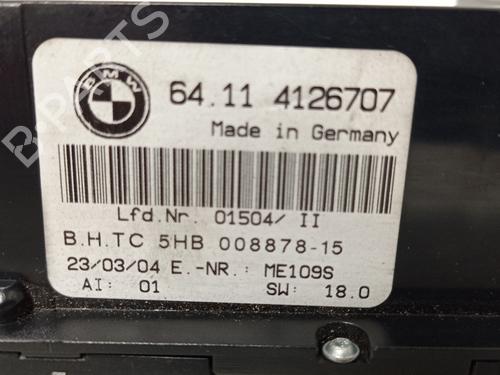 B-PARTS
BMW
64.11 4126707
Made in Germany
Lfd.Nr. 01504/ II
B.H.TC 5HB 008878-15
23/03/04 E.-NR.: ME109S
AI: 01 SW: 18.0